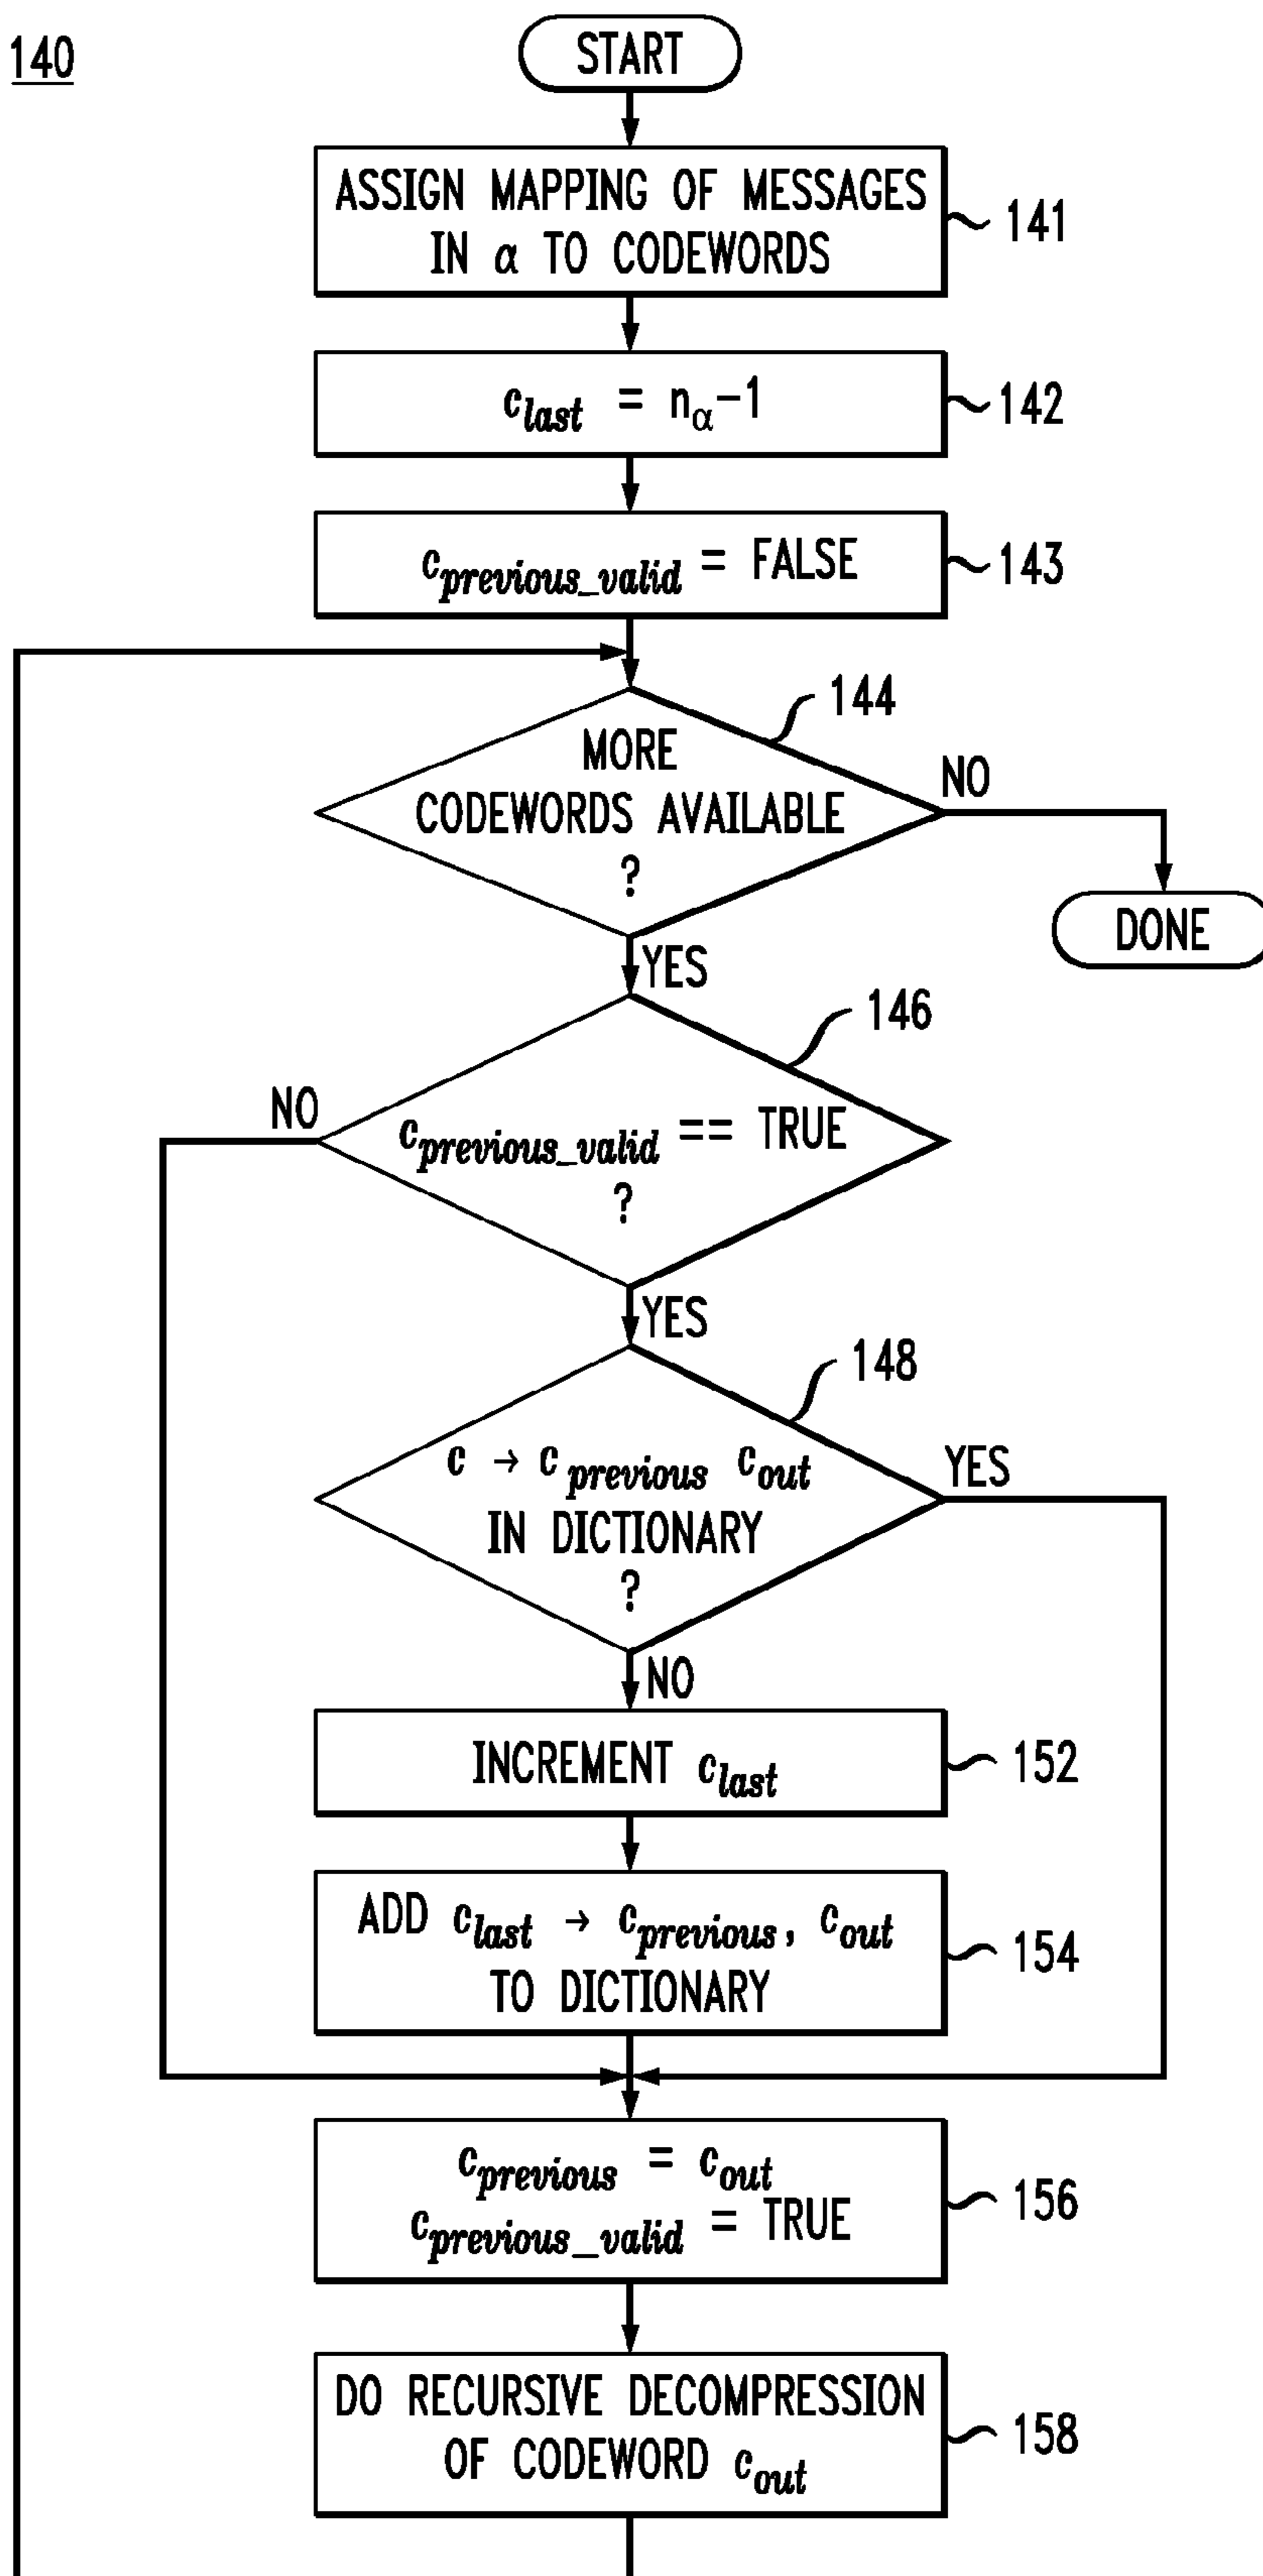 140
START
ASSIGN MAPPING OF MESSAGES
IN α TO CODEWORDS
141
c_last = n_α-1
142
c_previous_valid = FALSE
143
144
MORE
CODEWORDS AVAILABLE
?
NO
DONE
YES
146
NO
c_previous_valid == TRUE
?
YES
148
c → c_previous c_out
IN DICTIONARY
?
YES
NO
INCREMENT c_last
152
ADD c_last → c_previous, c_out
TO DICTIONARY
154
c_previous = c_out
c_previous_valid = TRUE
156
DO RECURSIVE DECOMPRESSION
OF CODEWORD c_out
158